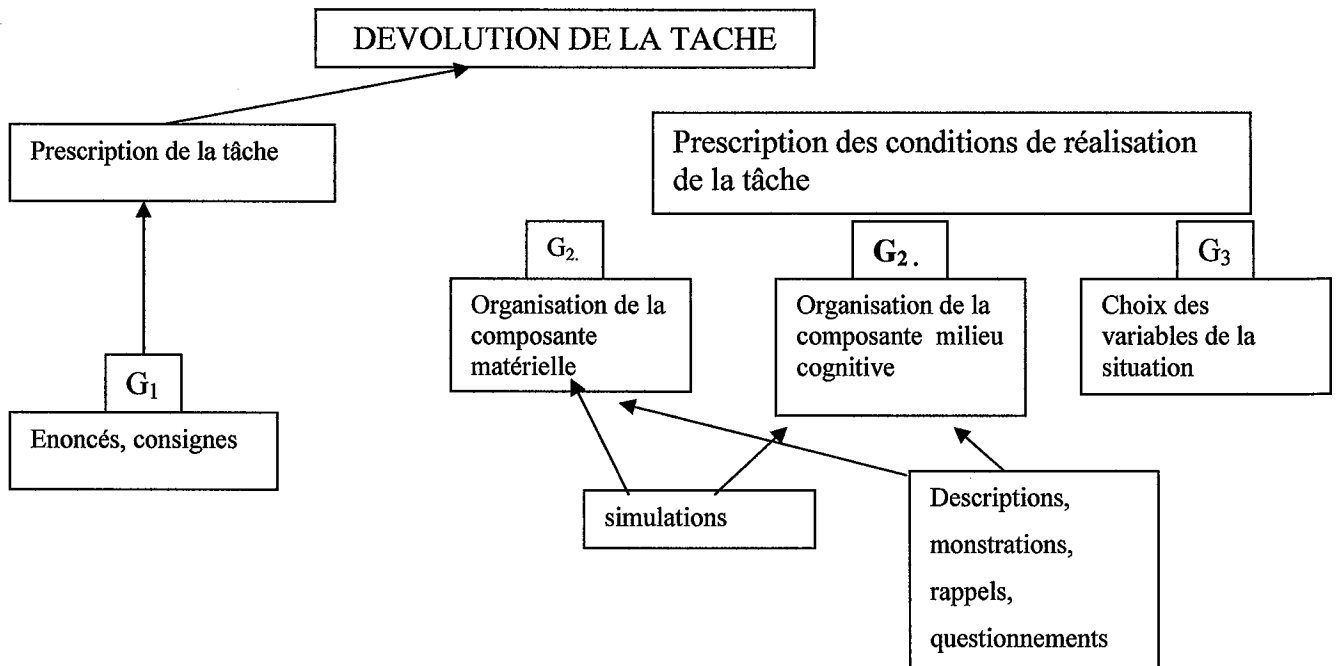 DEVOLUTION DE LA TACHE
Prescription de la tâche
Prescription des conditions de réalisation
de la tâche
G2.
G2.
G3
Organisation de la
composante
matérielle
Organisation de la
composante milieu
cognitive
Choix des
variables de la
situation
G1
Enoncés, consignes
simulations
Descriptions,
monstrations,
rappels,
questionnements